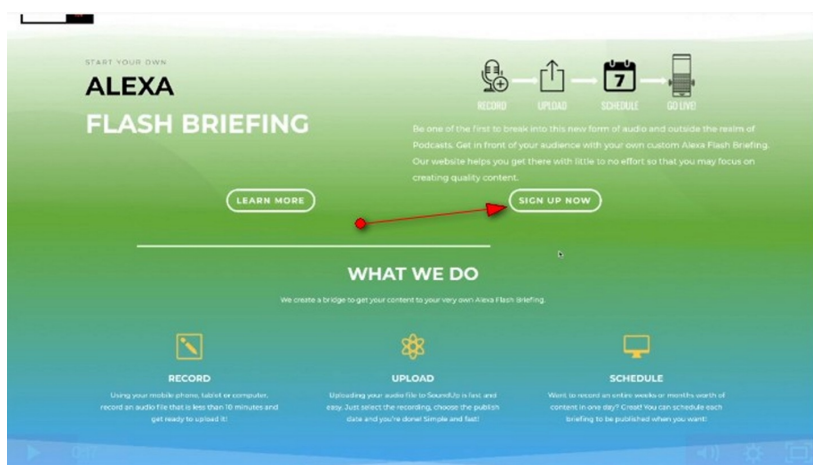 START YOUR OWN
ALEXA
FLASH BRIEFING
7
RECORD
UPLOAD
SCHEDULE
GO LIVE!
Be one of the first to break into this new form of audio and outside the realm of
Podcasts. Get in front of your audience with your own custom Alexa Flash Briefing.
Our website helps you get there with little to no effort so that you may focus on
creating quality content.
LEARN MORE
SIGN UP NOW
WHAT WE DO
We create a bridge to get your content to your very own Alexa Flash Briefing.
RECORD
Using your mobile phone, tablet or computer,
record an audio file that is less than 10 minutes and
get ready to upload it!
UPLOAD
Uploading your audio file to SoundUp is fast and
easy. Just select the recording, choose the publish
date and you're done! Simple and fast!
SCHEDULE
Want to record an entire weeks or months worth of
content in one day? Great! You can schedule each
briefing to be published when you want!